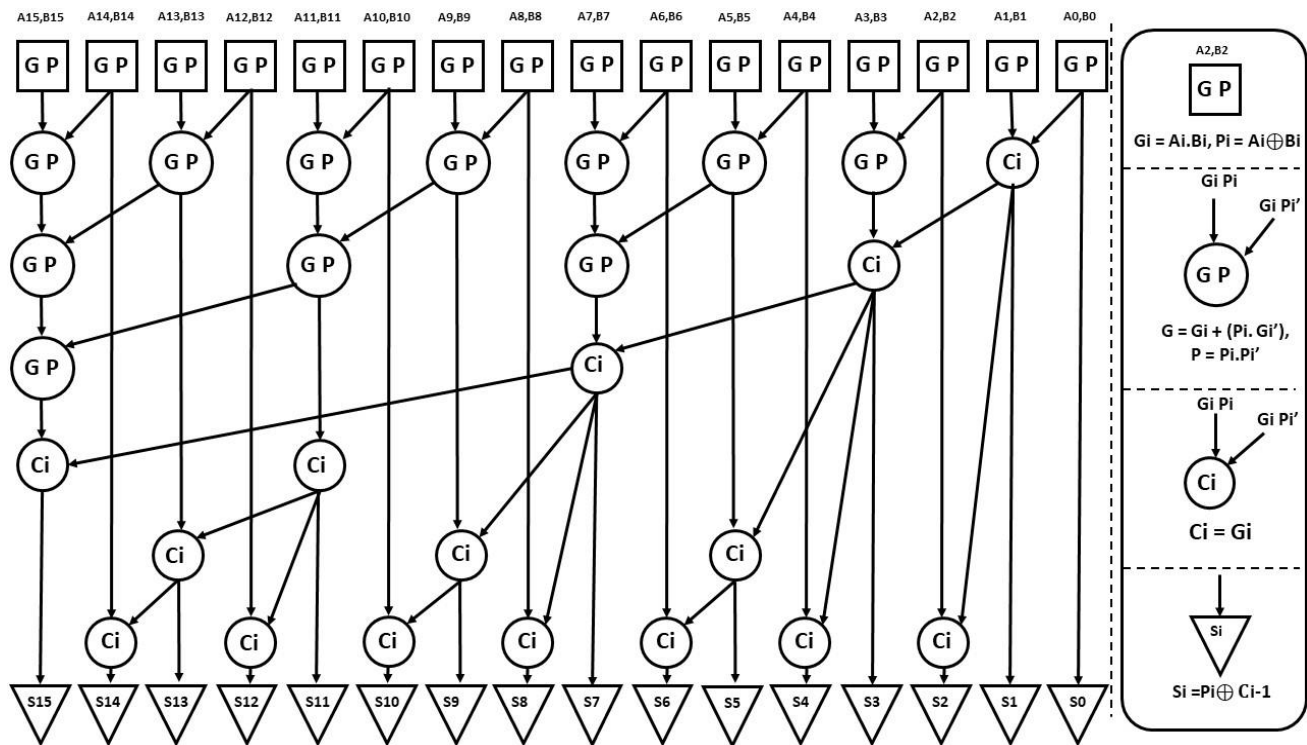 A15,B15 A14,B14 A13,B13 A12,B12 A11,B11 A10,B10 A9,B9 A8,B8 A7,B7 A6,B6 A5,B5 A4,B4 A3,B3 A2,B2 A1,B1 A0,B0
G P G P G P G P G P G P G P G P G P G P G P G P G P G P G P G P
G P G P G P G P G P G P G P Ci
G P G P G P Ci
G P Ci
Ci Ci
Ci Ci Ci
Ci Ci Ci Ci Ci Ci Ci
S15 S14 S13 S12 S11 S10 S9 S8 S7 S6 S5 S4 S3 S2 S1 S0
A2,B2
G P
Gi = Ai.Bi, Pi = Ai⊕Bi
Gi Pi
Gi Pi’
G P
G = Gi + (Pi. Gi’),
P = Pi.Pi’
Gi Pi
Gi Pi’
Ci
Ci = Gi
Si
Si =Pi⊕ Ci-1